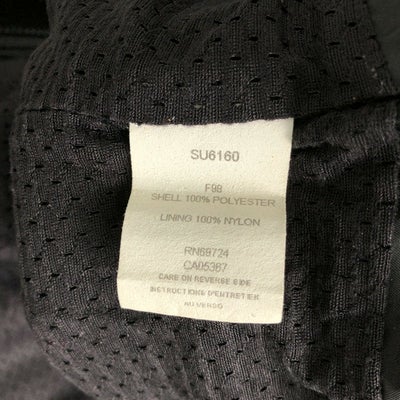 SU6160
F98
SHELL 100% POLYESTER
LINING 100% NYLON
RN69724
CA05367
CARE ON REVERSE SIDE
INSTRUCTIONS D'ENTRETIEN
AU VERSO